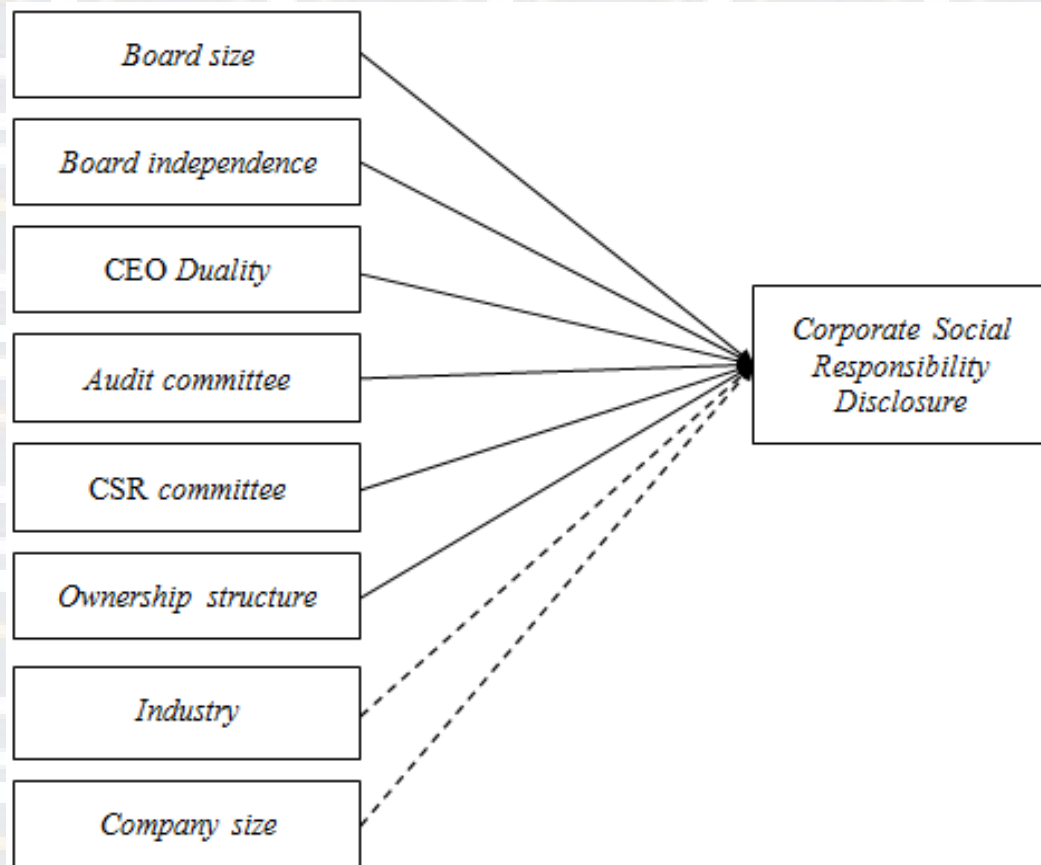 Board size
Board independence
CEO Duality
Audit committee
CSR committee
Ownership structure
Industry
Company size
Corporate Social
Responsibility
Disclosure